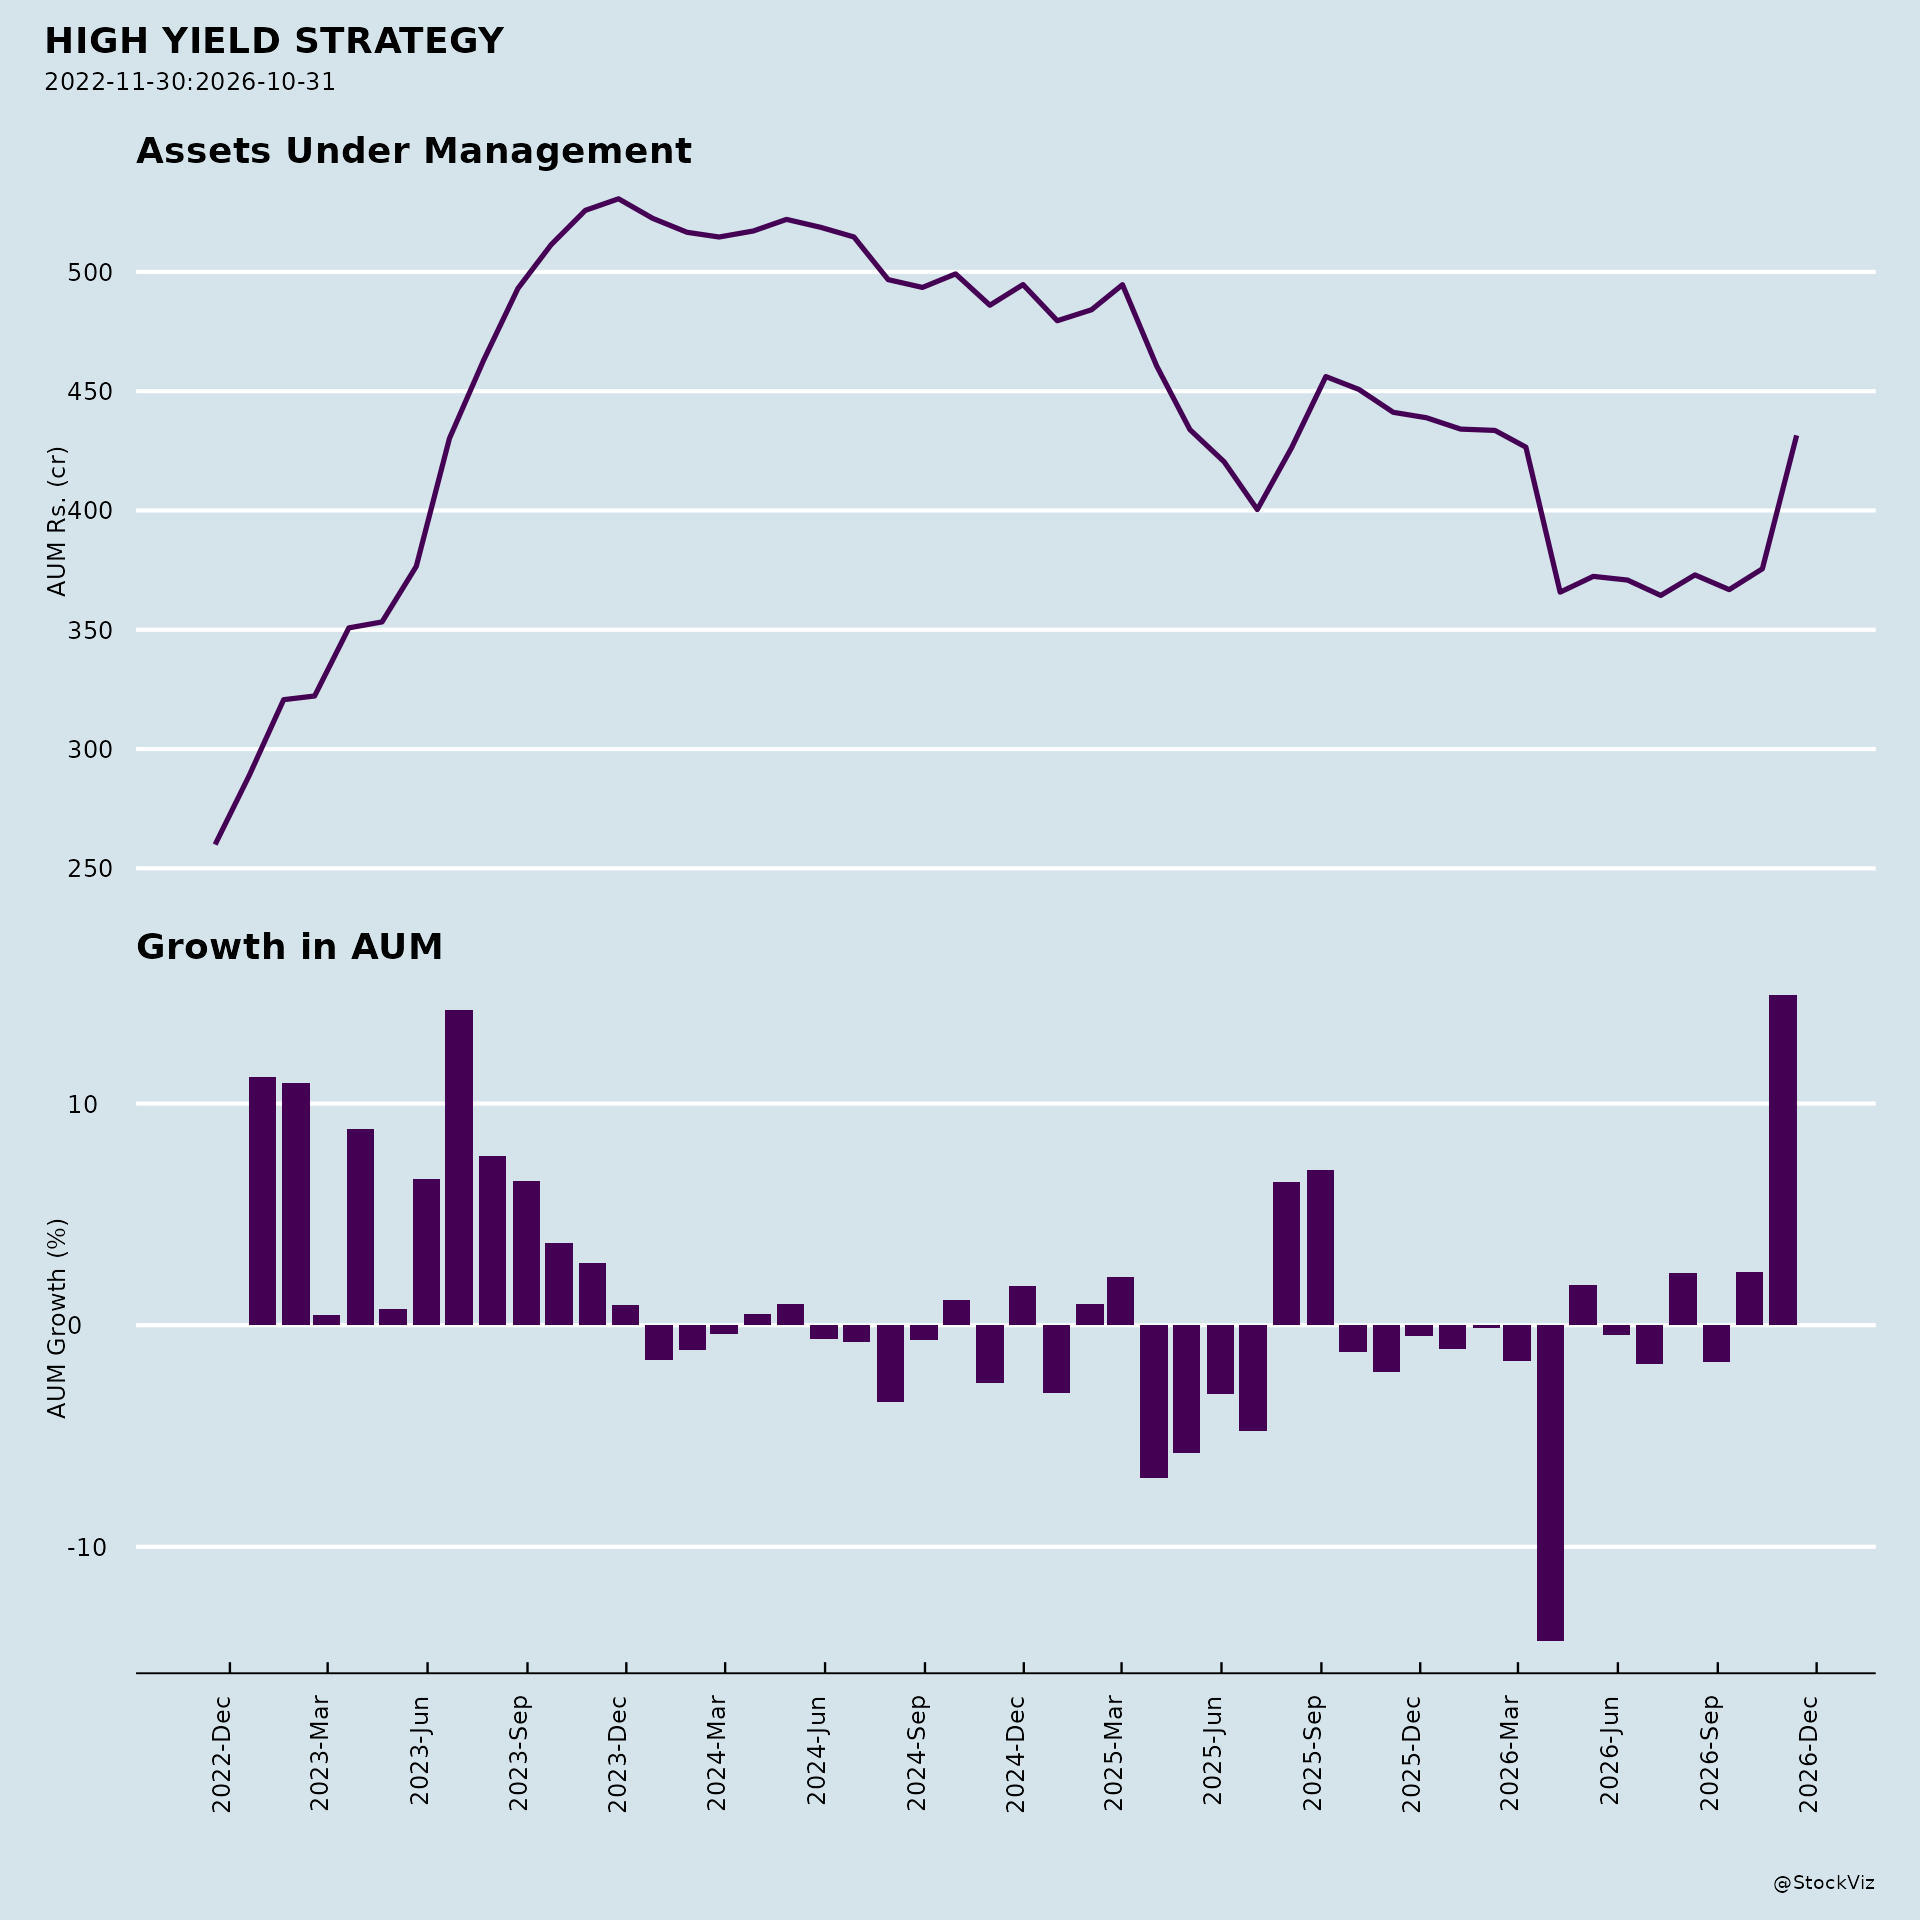 HIGH YIELD STRATEGY
2022-11-30:2026-10-31
Assets Under Management
AUM Rs. (cr)
500
450
400
350
300
250
Growth in AUM
AUM Growth (%)
10
0
-10
2022-Dec
2023-Mar
2023-Jun
2023-Sep
2023-Dec
2024-Mar
2024-Jun
2024-Sep
2024-Dec
2025-Mar
2025-Jun
2025-Sep
2025-Dec
2026-Mar
2026-Jun
2026-Sep
2026-Dec
@StockViz